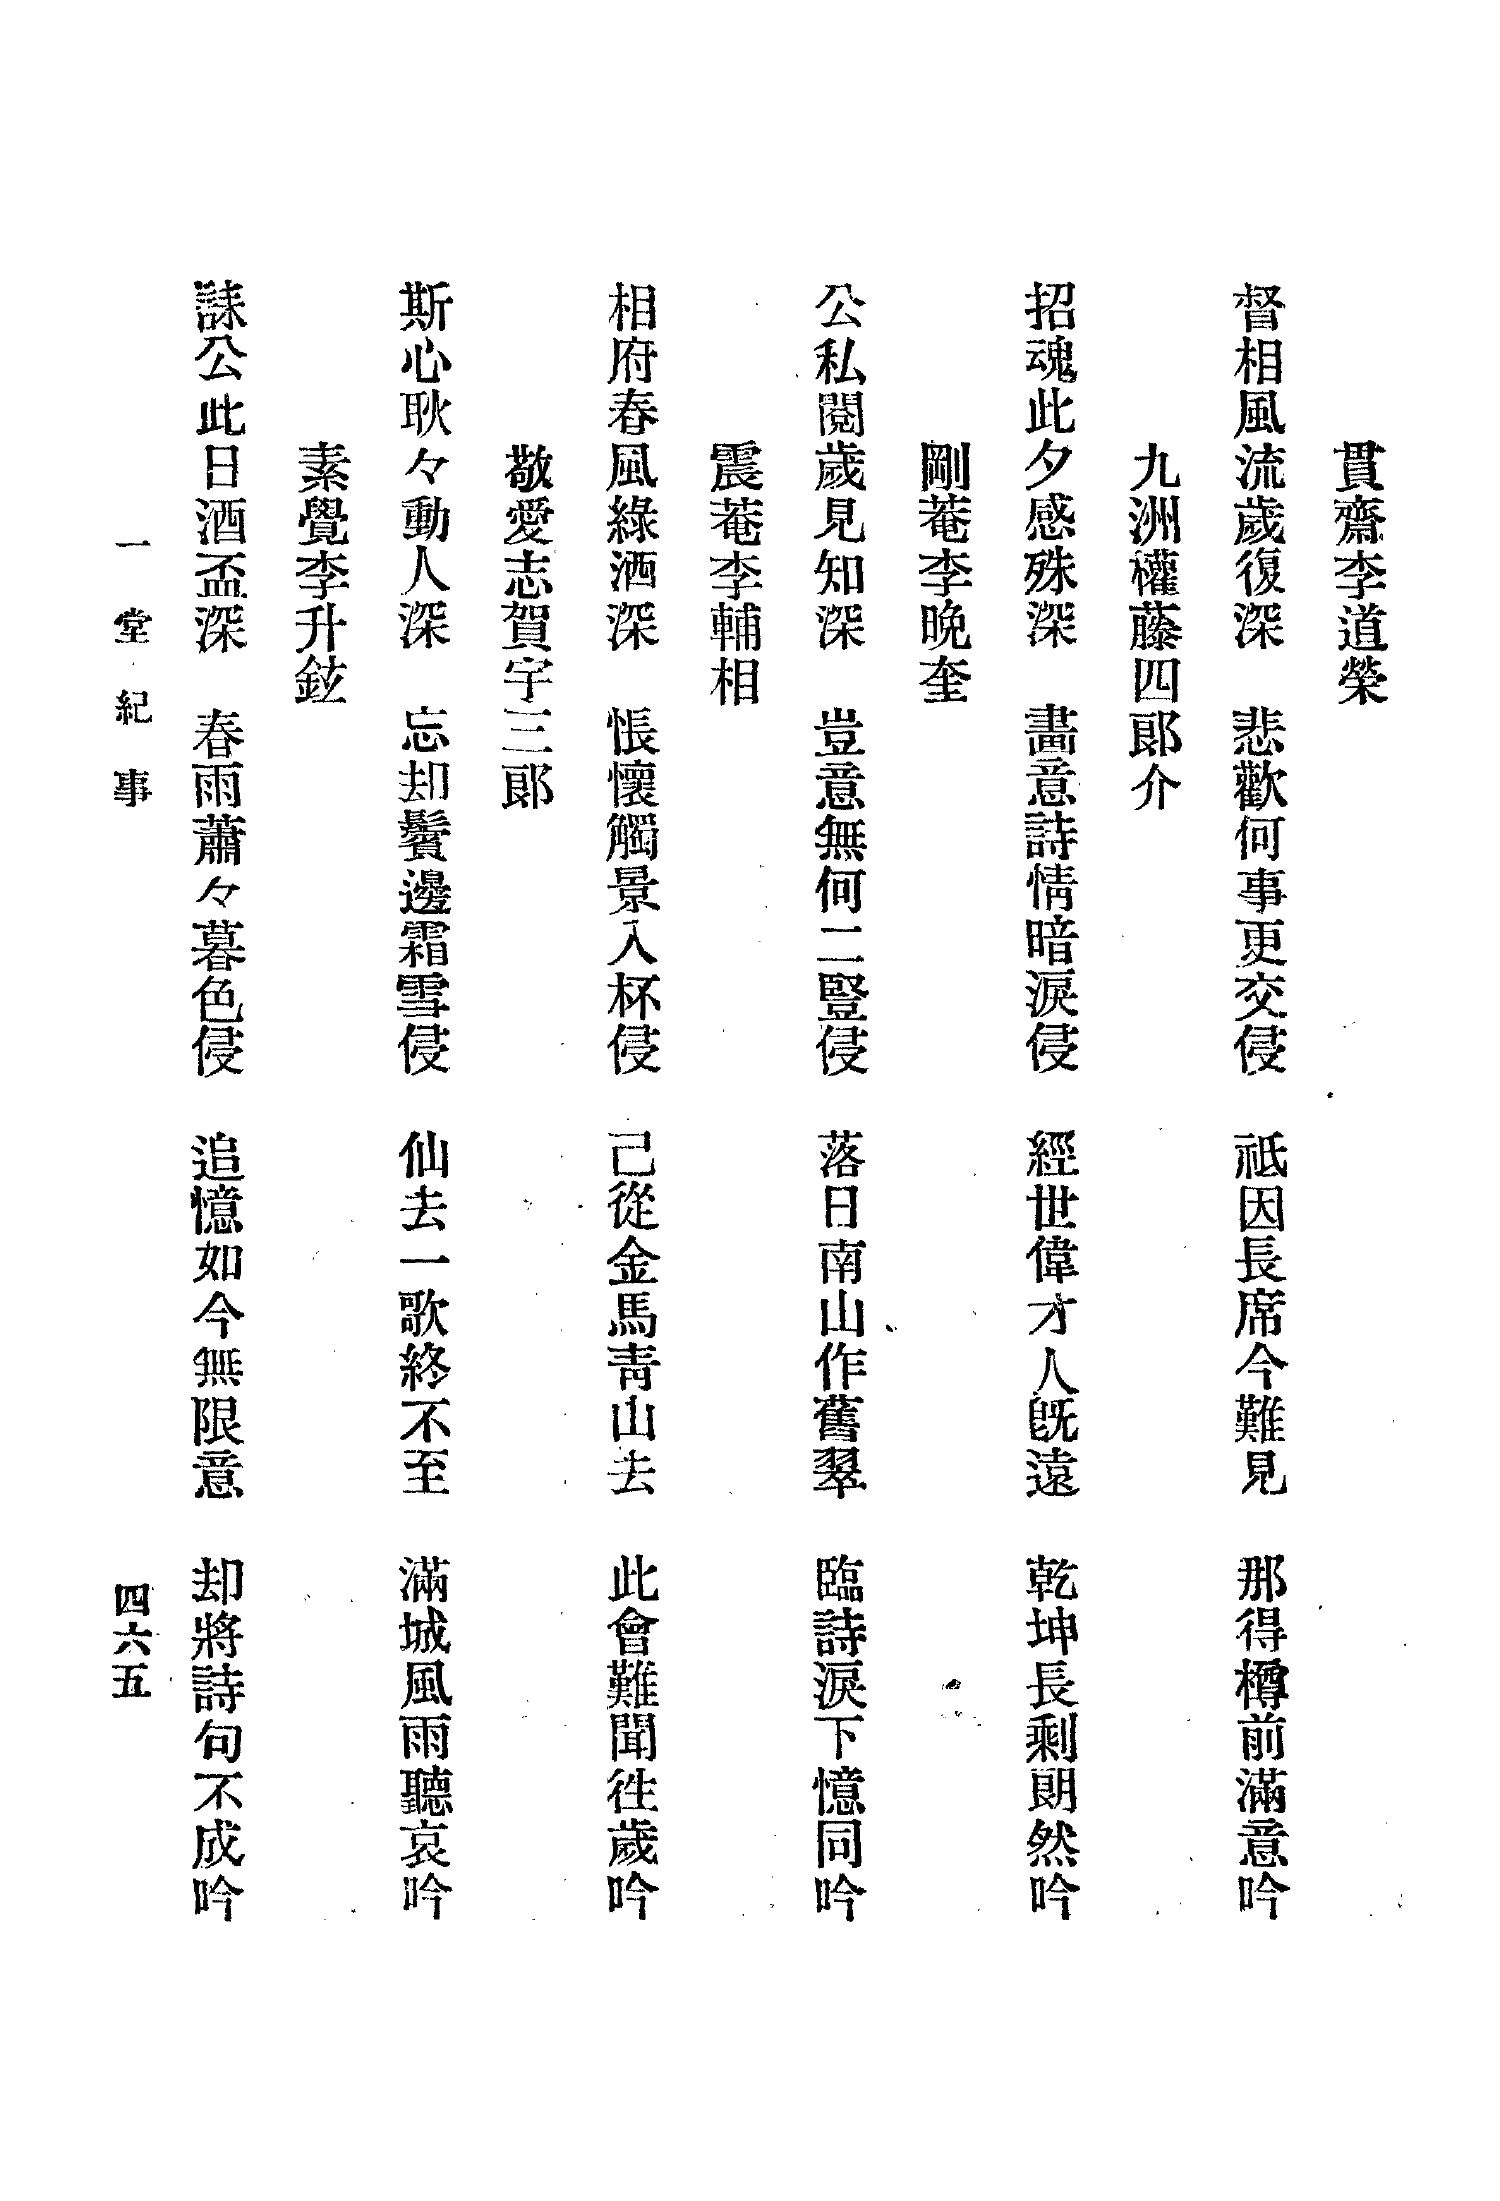 貫齋李道榮
督相風流歲復深　悲歡何事更交侵　祗因長席今難見　那得樽前滿意吟
九洲權藤四郞介
招魂此夕感殊深　畵意詩情暗淚侵　經世偉才人旣遠　乾坤長剩朗然吟
剛菴李晩奎
公私閱歲見知深　豈意無何二豎侵　落日南山作舊翠　臨詩淚下憶同吟
震菴李輔相
相府春風綠酒深　悵懷觸景入杯侵　己從金馬靑山去　此會難聞徃歲吟
敬愛志賀宇三郞
斯心耿々動人深　忘却鬢邊霜雪侵　仙去一歌終不至　滿城風雨聽哀吟
素覺李升鉉
誄公此日酒盃深　春雨蕭々暮色侵　追憶如今無限意　却將詩句不成吟
一堂紀事
四六五